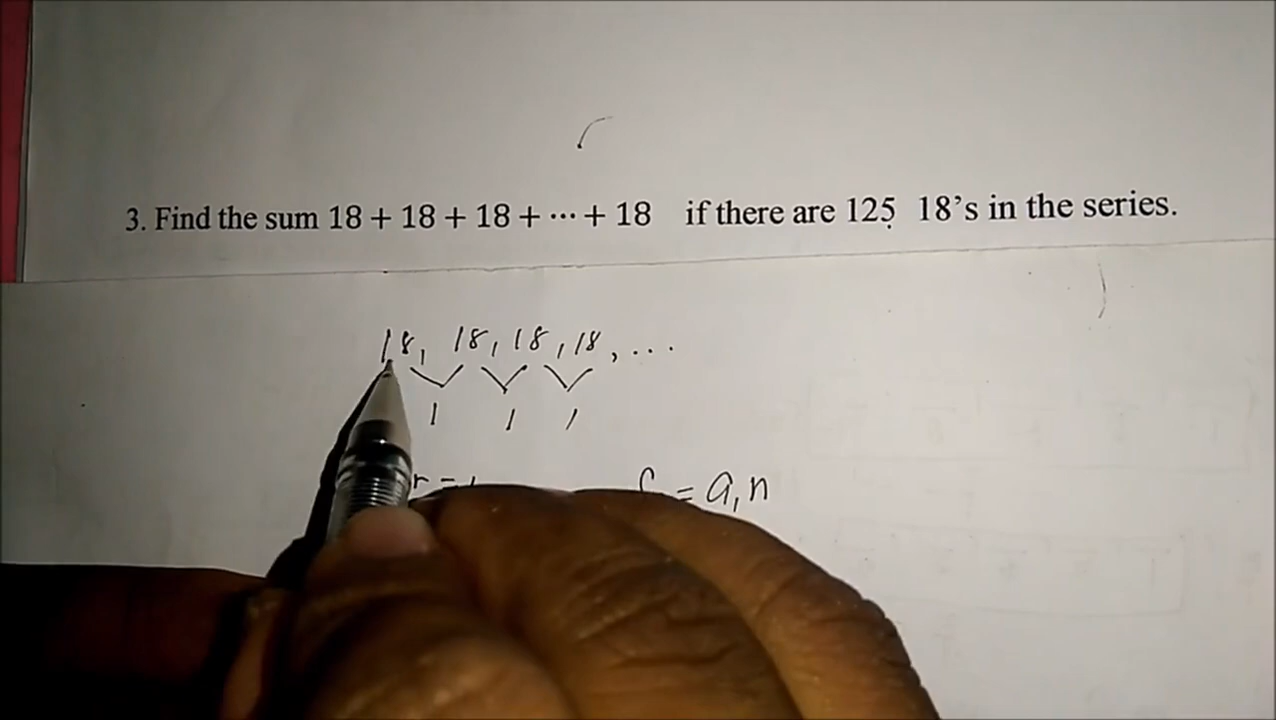 3. Find the sum 18 + 18 + 18 + ⋯ + 18 if there are 125 18's in the series.
18, 18, 18, 18, ...
1 1 1
r =
= a₁n